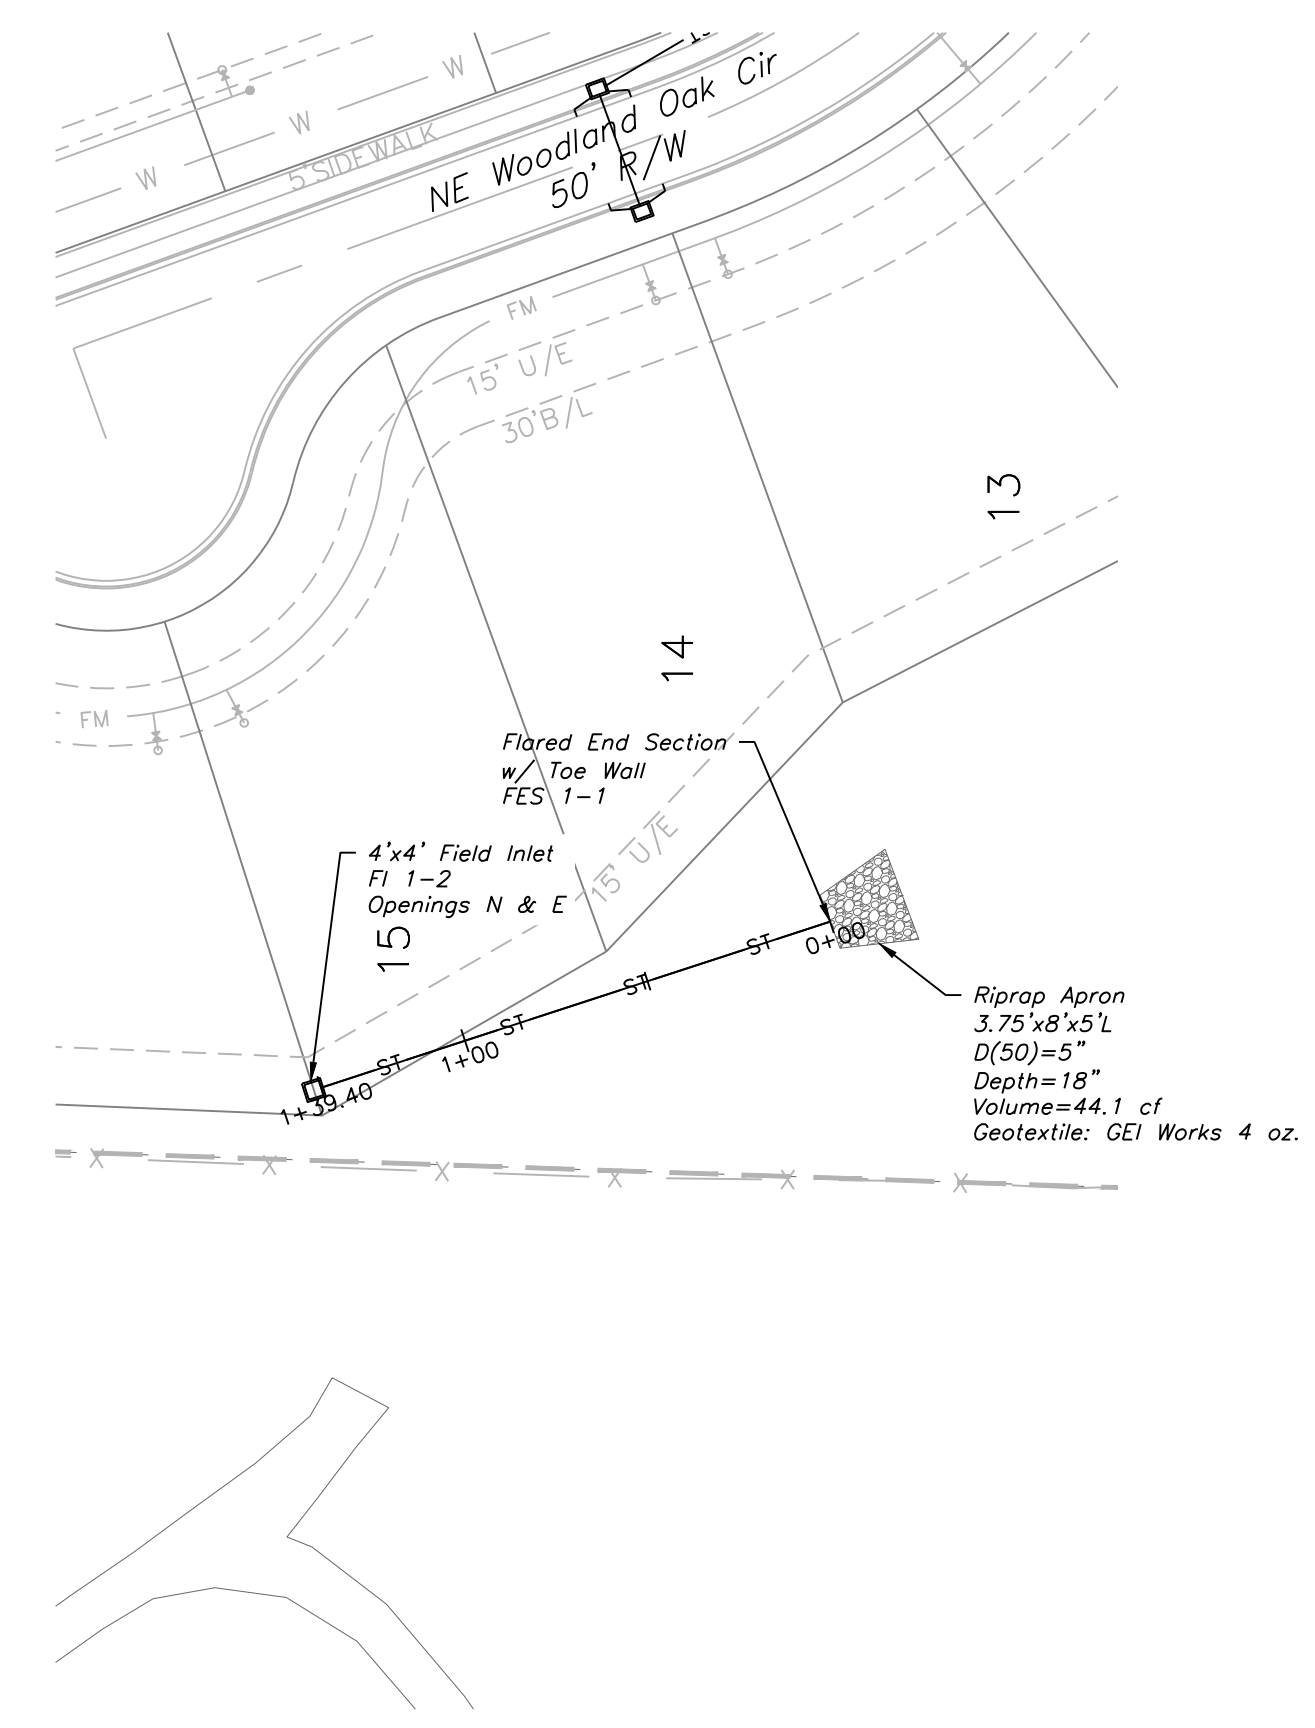 W
W
W
5'SIDEWALK
NE Woodland Oak Cir
50' R/W
FM
15' U/E
30'B/L
13
14
FM
Flared End Section
w/ Toe Wall
FES 1-1
15' U/E
4'x4' Field Inlet
FI 1-2
Openings N & E
15
0+00
ST
ST
ST
ST
1+00
1+39.40
Riprap Apron
3.75'x8'x5'L
D(50)=5"
Depth=18"
Volume=44.1 cf
Geotextile: GEI Works 4 oz.
X
X
X
X
X
X